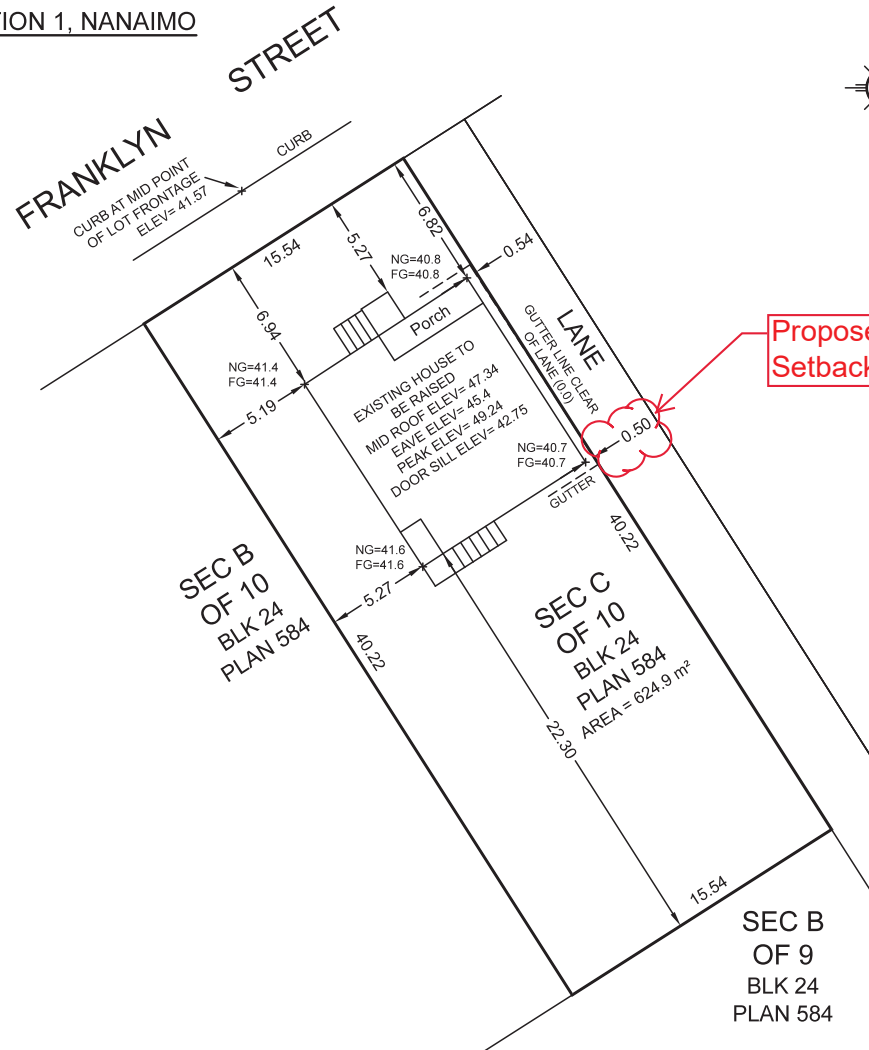 TION 1, NANAIMO
FRANKLYN STREET
CURB
CURB AT MID POINT
OF LOT FRONTAGE
ELEV= 41.57
15.54
5.27
6.82
NG=40.8
FG=40.8
0.54
6.94
Porch
LANE
GUTTER LINE CLEAR
OF LANE (0.0)
Propose
Setback
NG=41.4
FG=41.4
5.19
EXISTING HOUSE TO
BE RAISED
MID ROOF ELEV= 47.34
EAVE ELEV= 45.4
PEAK ELEV= 49.24
DOOR SILL ELEV= 42.75
0.50
NG=40.7
FG=40.7
GUTTER
40.22
NG=41.6
FG=41.6
5.27
SEC B
OF 10
BLK 24
PLAN 584
40.22
SEC C
OF 10
BLK 24
PLAN 584
AREA = 624.9 m²
22.30
15.54
SEC B
OF 9
BLK 24
PLAN 584